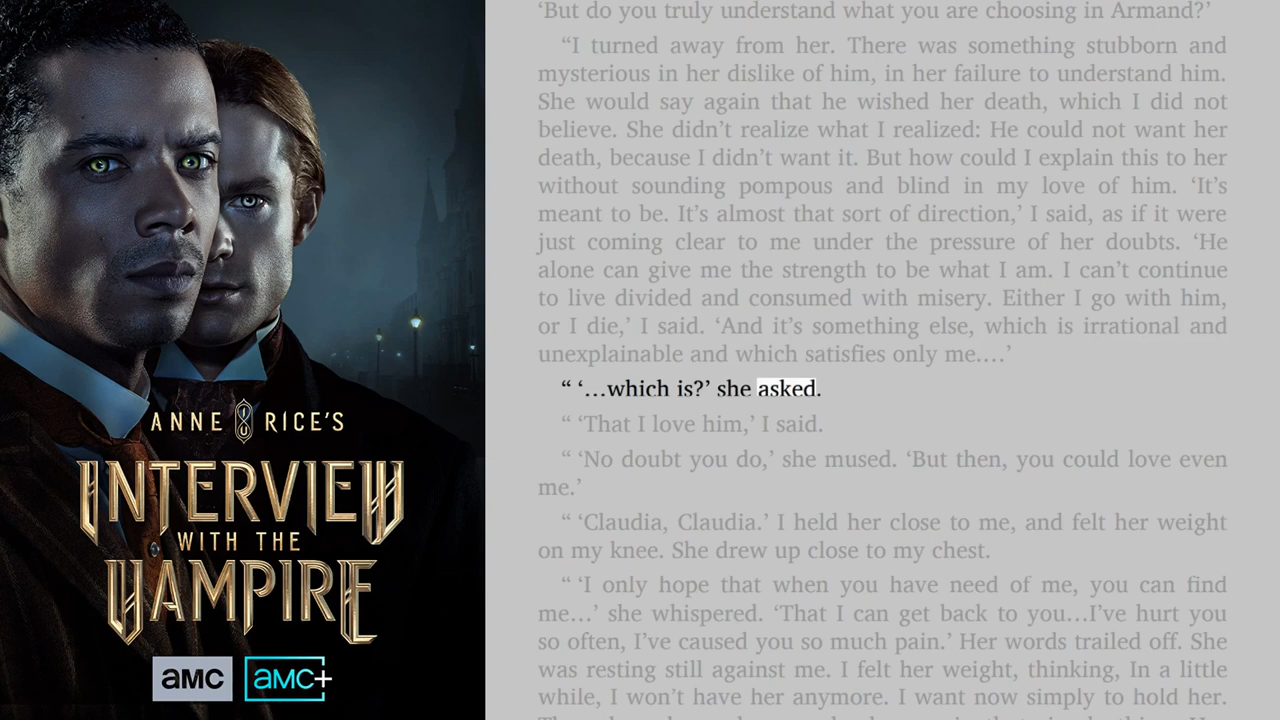 ANNE RICE'S
INTERVIEW
WITH THE
VAMPIRE
aMC
aMC+
‘But do you truly understand what you are choosing in Armand?’
“I turned away from her. There was something stubborn and
mysterious in her dislike of him, in her failure to understand him.
She would say again that he wished her death, which I did not
believe. She didn’t realize what I realized: He could not want her
death, because I didn’t want it. But how could I explain this to her
without sounding pompous and blind in my love of him. ‘It’s
meant to be. It’s almost that sort of direction,’ I said, as if it were
just coming clear to me under the pressure of her doubts. ‘He
alone can give me the strength to be what I am. I can’t continue
to live divided and consumed with misery. Either I go with him,
or I die,’ I said. ‘And it’s something else, which is irrational and
unexplainable and which satisfies only me….’
“ ‘…which is?’ she asked.
“ ‘That I love him,’ I said.
“ ‘No doubt you do,’ she mused. ‘But then, you could love even
me.’
“ ‘Claudia, Claudia.’ I held her close to me, and felt her weight
on my knee. She drew up close to my chest.
“ ‘I only hope that when you have need of me, you can find
me…’ she whispered. ‘That I can get back to you…I’ve hurt you
so often, I’ve caused you so much pain.’ Her words trailed off. She
was resting still against me. I felt her weight, thinking, In a little
while, I won’t have her anymore. I want now simply to hold her.